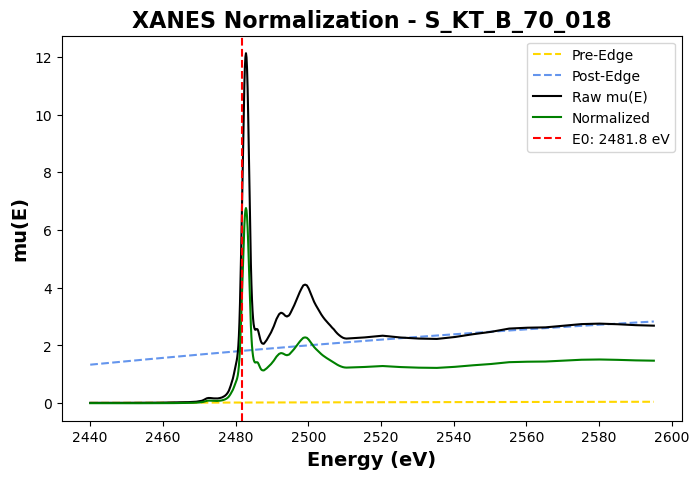 XANES Normalization - S_KT_B_70_018
Pre-Edge
Post-Edge
Raw mu(E)
Normalized
E0: 2481.8 eV
mu(E)
12
10
8
6
4
2
0
2440 2460 2480 2500 2520 2540 2560 2580 2600
Energy (eV)